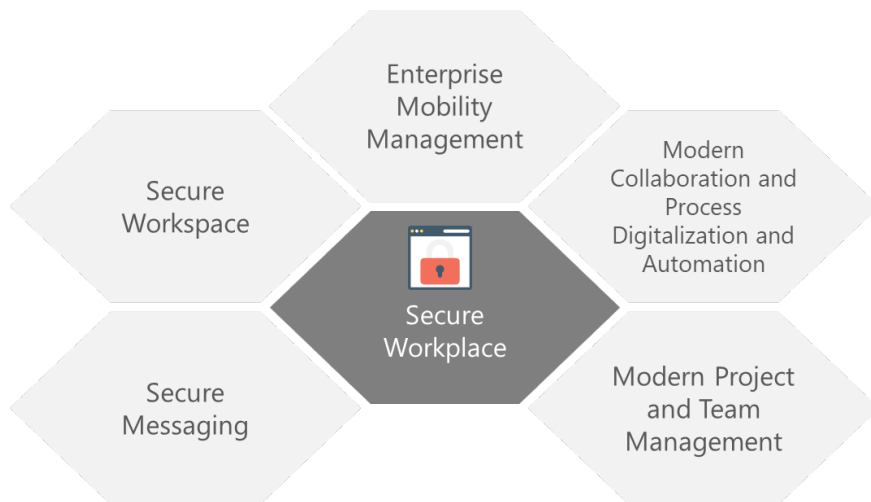 Enterprise
Mobility
Management
Secure
Workspace
Modern
Collaboration and
Process
Digitalization and
Automation
Secure
Workplace
Secure
Messaging
Modern Project
and Team
Management